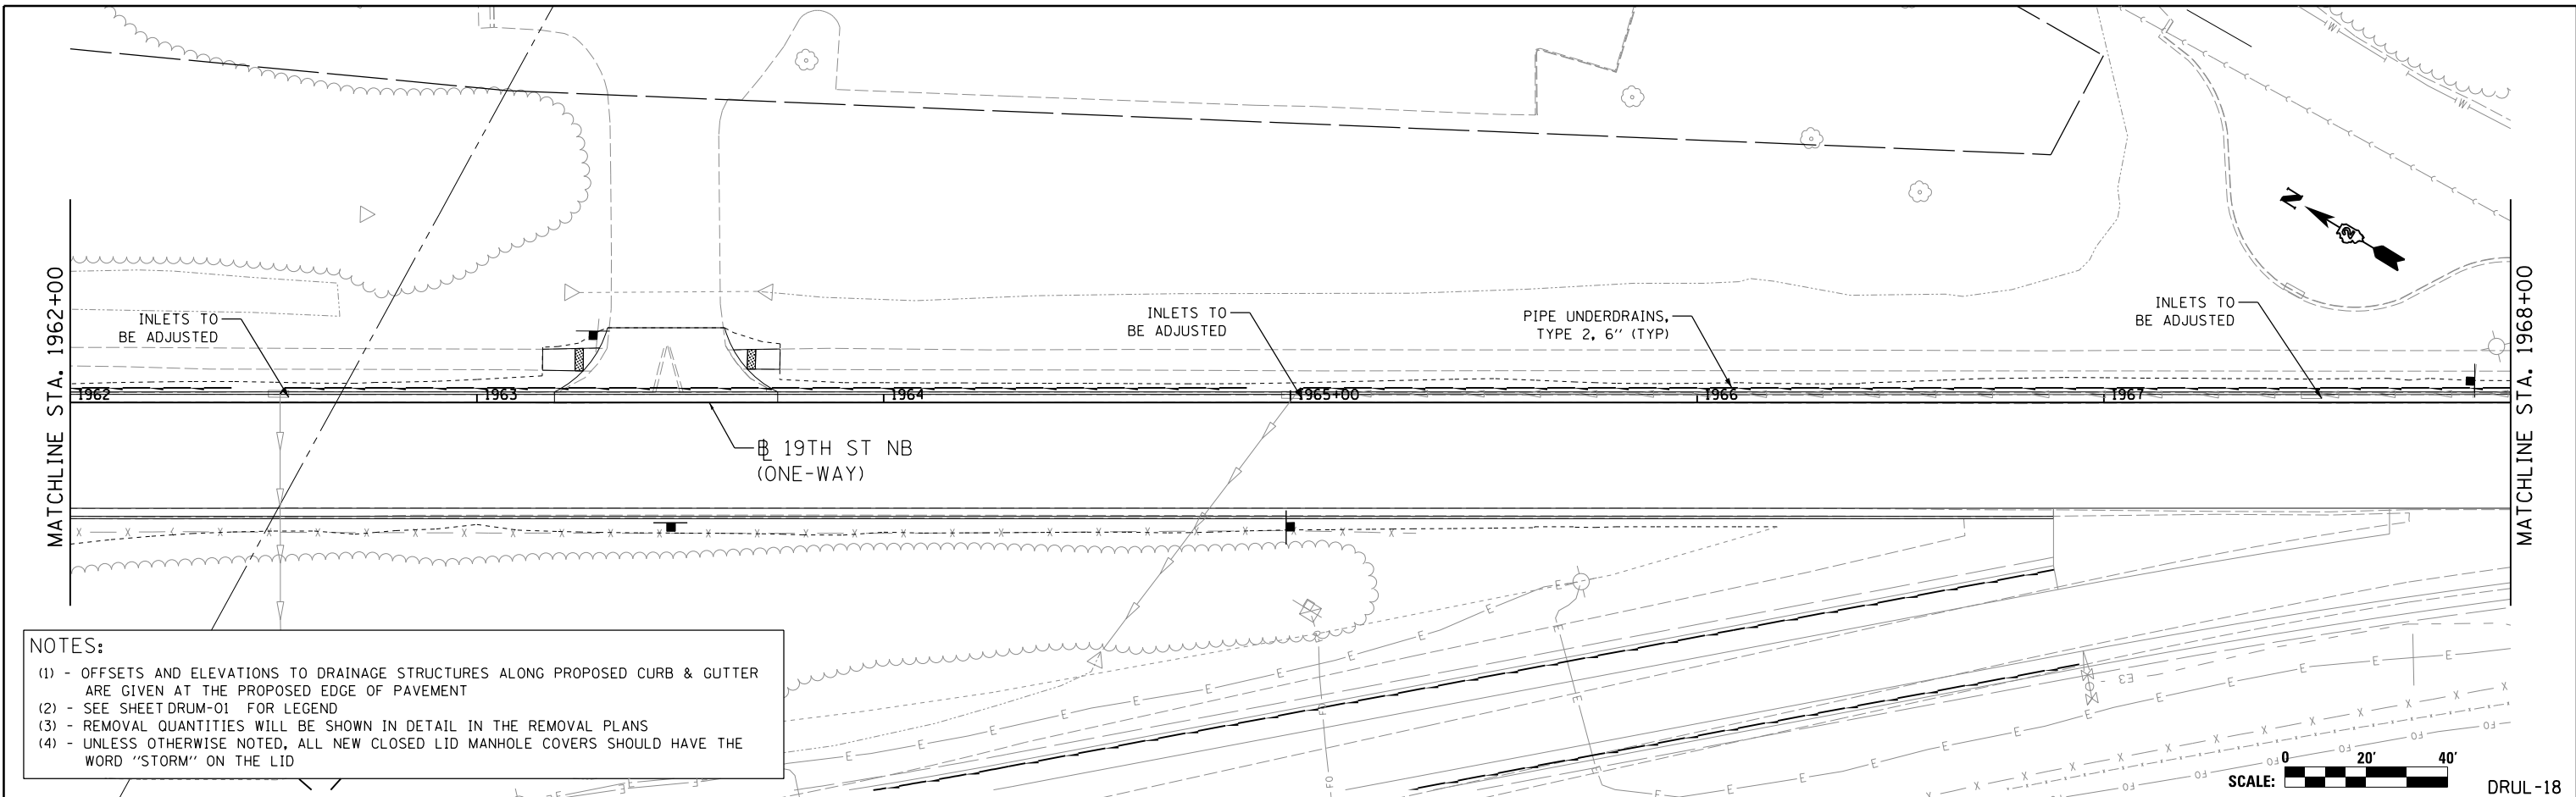 MATCHLINE STA. 1962+00
INLETS TO
BE ADJUSTED
INLETS TO
BE ADJUSTED
PIPE UNDERDRAINS,
TYPE 2, 6" (TYP)
INLETS TO
BE ADJUSTED
N
2
W
W
1962
1963
1964
1965+00
1966
1967
MATCHLINE STA. 1968+00
BL 19TH ST NB
(ONE-WAY)
NOTES:
(1) - OFFSETS AND ELEVATIONS TO DRAINAGE STRUCTURES ALONG PROPOSED CURB & GUTTER
ARE GIVEN AT THE PROPOSED EDGE OF PAVEMENT
(2) - SEE SHEET DRUM-01 FOR LEGEND
(3) - REMOVAL QUANTITIES WILL BE SHOWN IN DETAIL IN THE REMOVAL PLANS
(4) - UNLESS OTHERWISE NOTED, ALL NEW CLOSED LID MANHOLE COVERS SHOULD HAVE THE
WORD "STORM" ON THE LID
SCALE:
0 20' 40'
DRUL-18